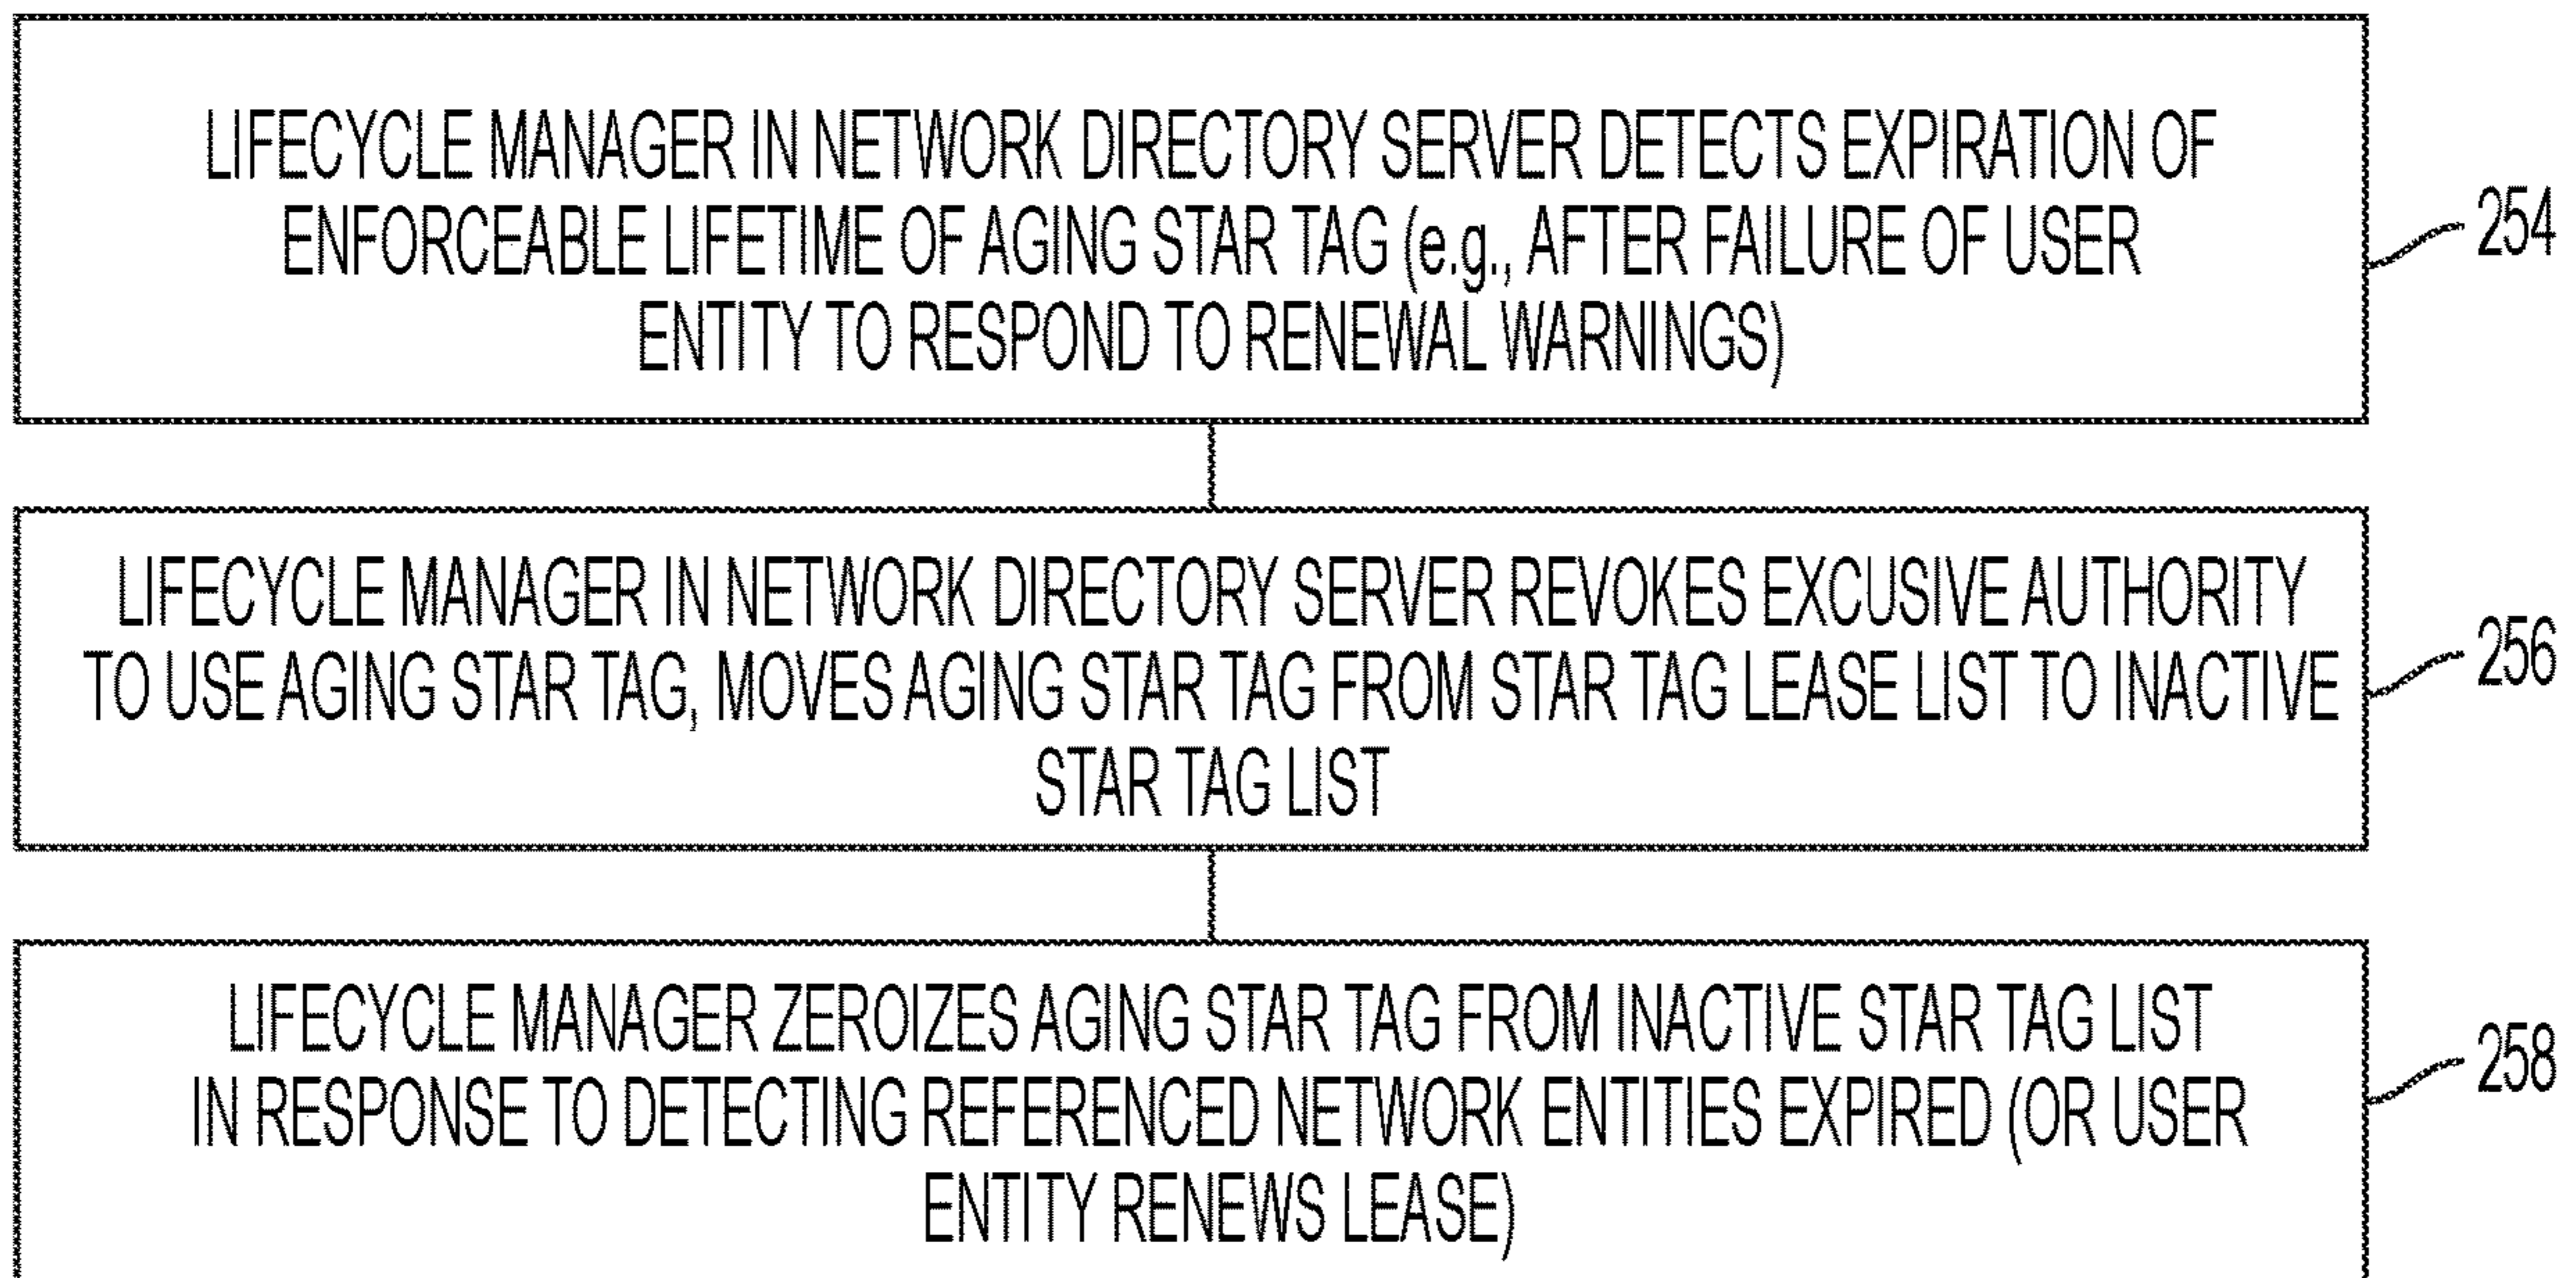 LIFECYCLE MANAGER IN NETWORK DIRECTORY SERVER DETECTS EXPIRATION OF
ENFORCEABLE LIFETIME OF AGING STAR TAG (e.g., AFTER FAILURE OF USER
ENTITY TO RESPOND TO RENEWAL WARNINGS)
254
LIFECYCLE MANAGER IN NETWORK DIRECTORY SERVER REVOKES EXCUSIVE AUTHORITY
TO USE AGING STAR TAG, MOVES AGING STAR TAG FROM STAR TAG LEASE LIST TO INACTIVE
STAR TAG LIST
256
LIFECYCLE MANAGER ZEROIZES AGING STAR TAG FROM INACTIVE STAR TAG LIST
IN RESPONSE TO DETECTING REFERENCED NETWORK ENTITIES EXPIRED (OR USER
ENTITY RENEWS LEASE)
258